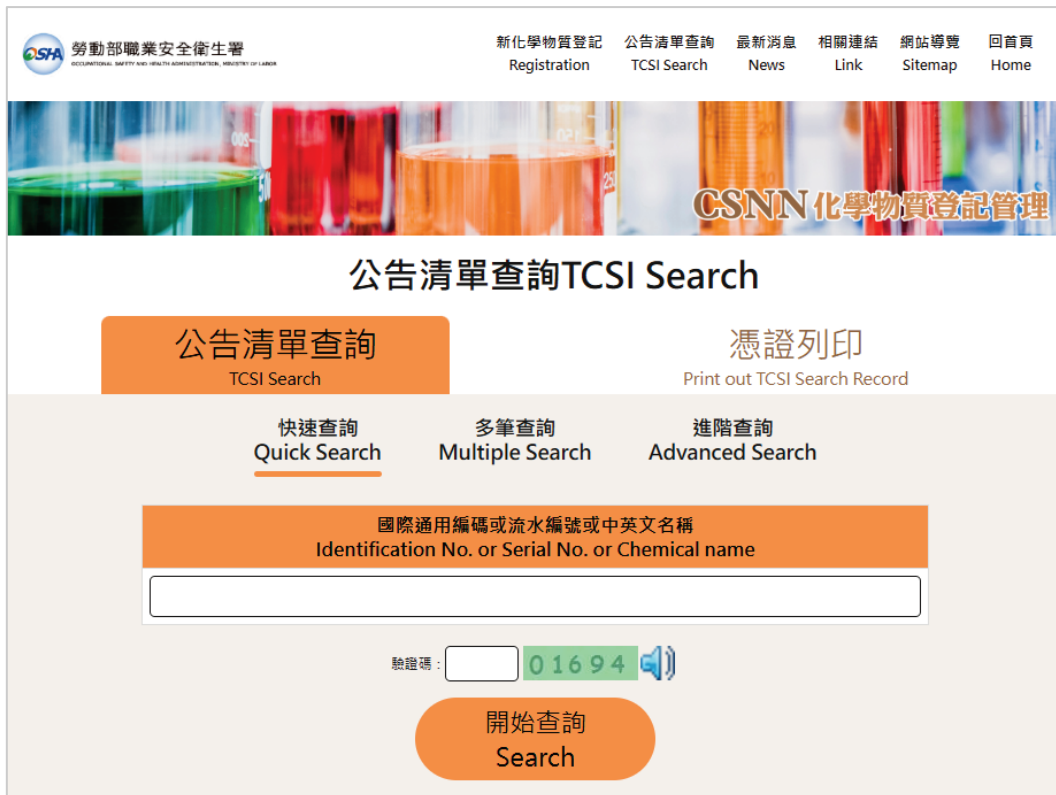 OSHA 勞動部職業安全衛生署
OCCUPATIONAL SAFETY AND HEALTH ADMINISTRATION, MINISTRY OF LABOR
新化學物質登記 公告清單查詢 最新消息 相關連結 網站導覽 回首頁
Registration TCSI Search News Link Sitemap Home
CSNN 化學物質登記管理
公告清單查詢TCSI Search
公告清單查詢
TCSI Search
憑證列印
Print out TCSI Search Record
快速查詢
Quick Search
多筆查詢
Multiple Search
進階查詢
Advanced Search
國際通用編碼或流水編號或中英文名稱
Identification No. or Serial No. or Chemical name
驗證碼：
01694
開始查詢
Search